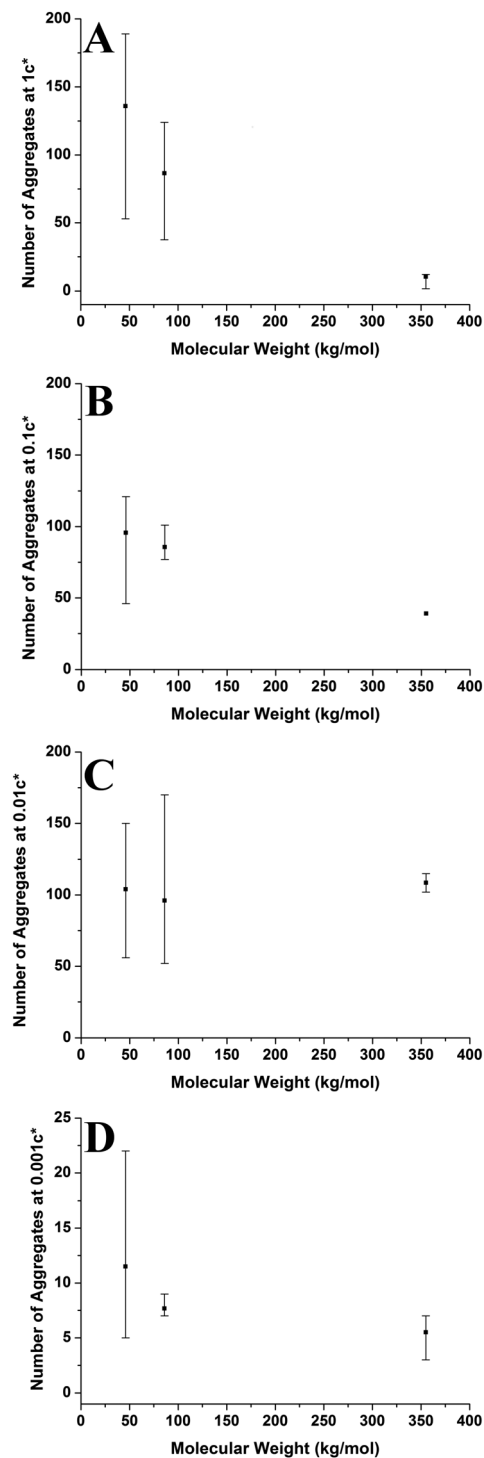 A
Number of Aggregates at 1c*
200
150
100
50
0
0 50 100 150 200 250 300 350 400
Molecular Weight (kg/mol)
B
Number of Aggregates at 0.1c*
200
150
100
50
0
0 50 100 150 200 250 300 350 400
Molecular Weight (kg/mol)
C
Number of Aggregates at 0.01c*
200
150
100
50
0
0 50 100 150 200 250 300 350 400
Molecular Weight (kg/mol)
D
Number of Aggregates at 0.001c*
25
20
15
10
5
0
0 50 100 150 200 250 300 350 400
Molecular Weight (kg/mol)